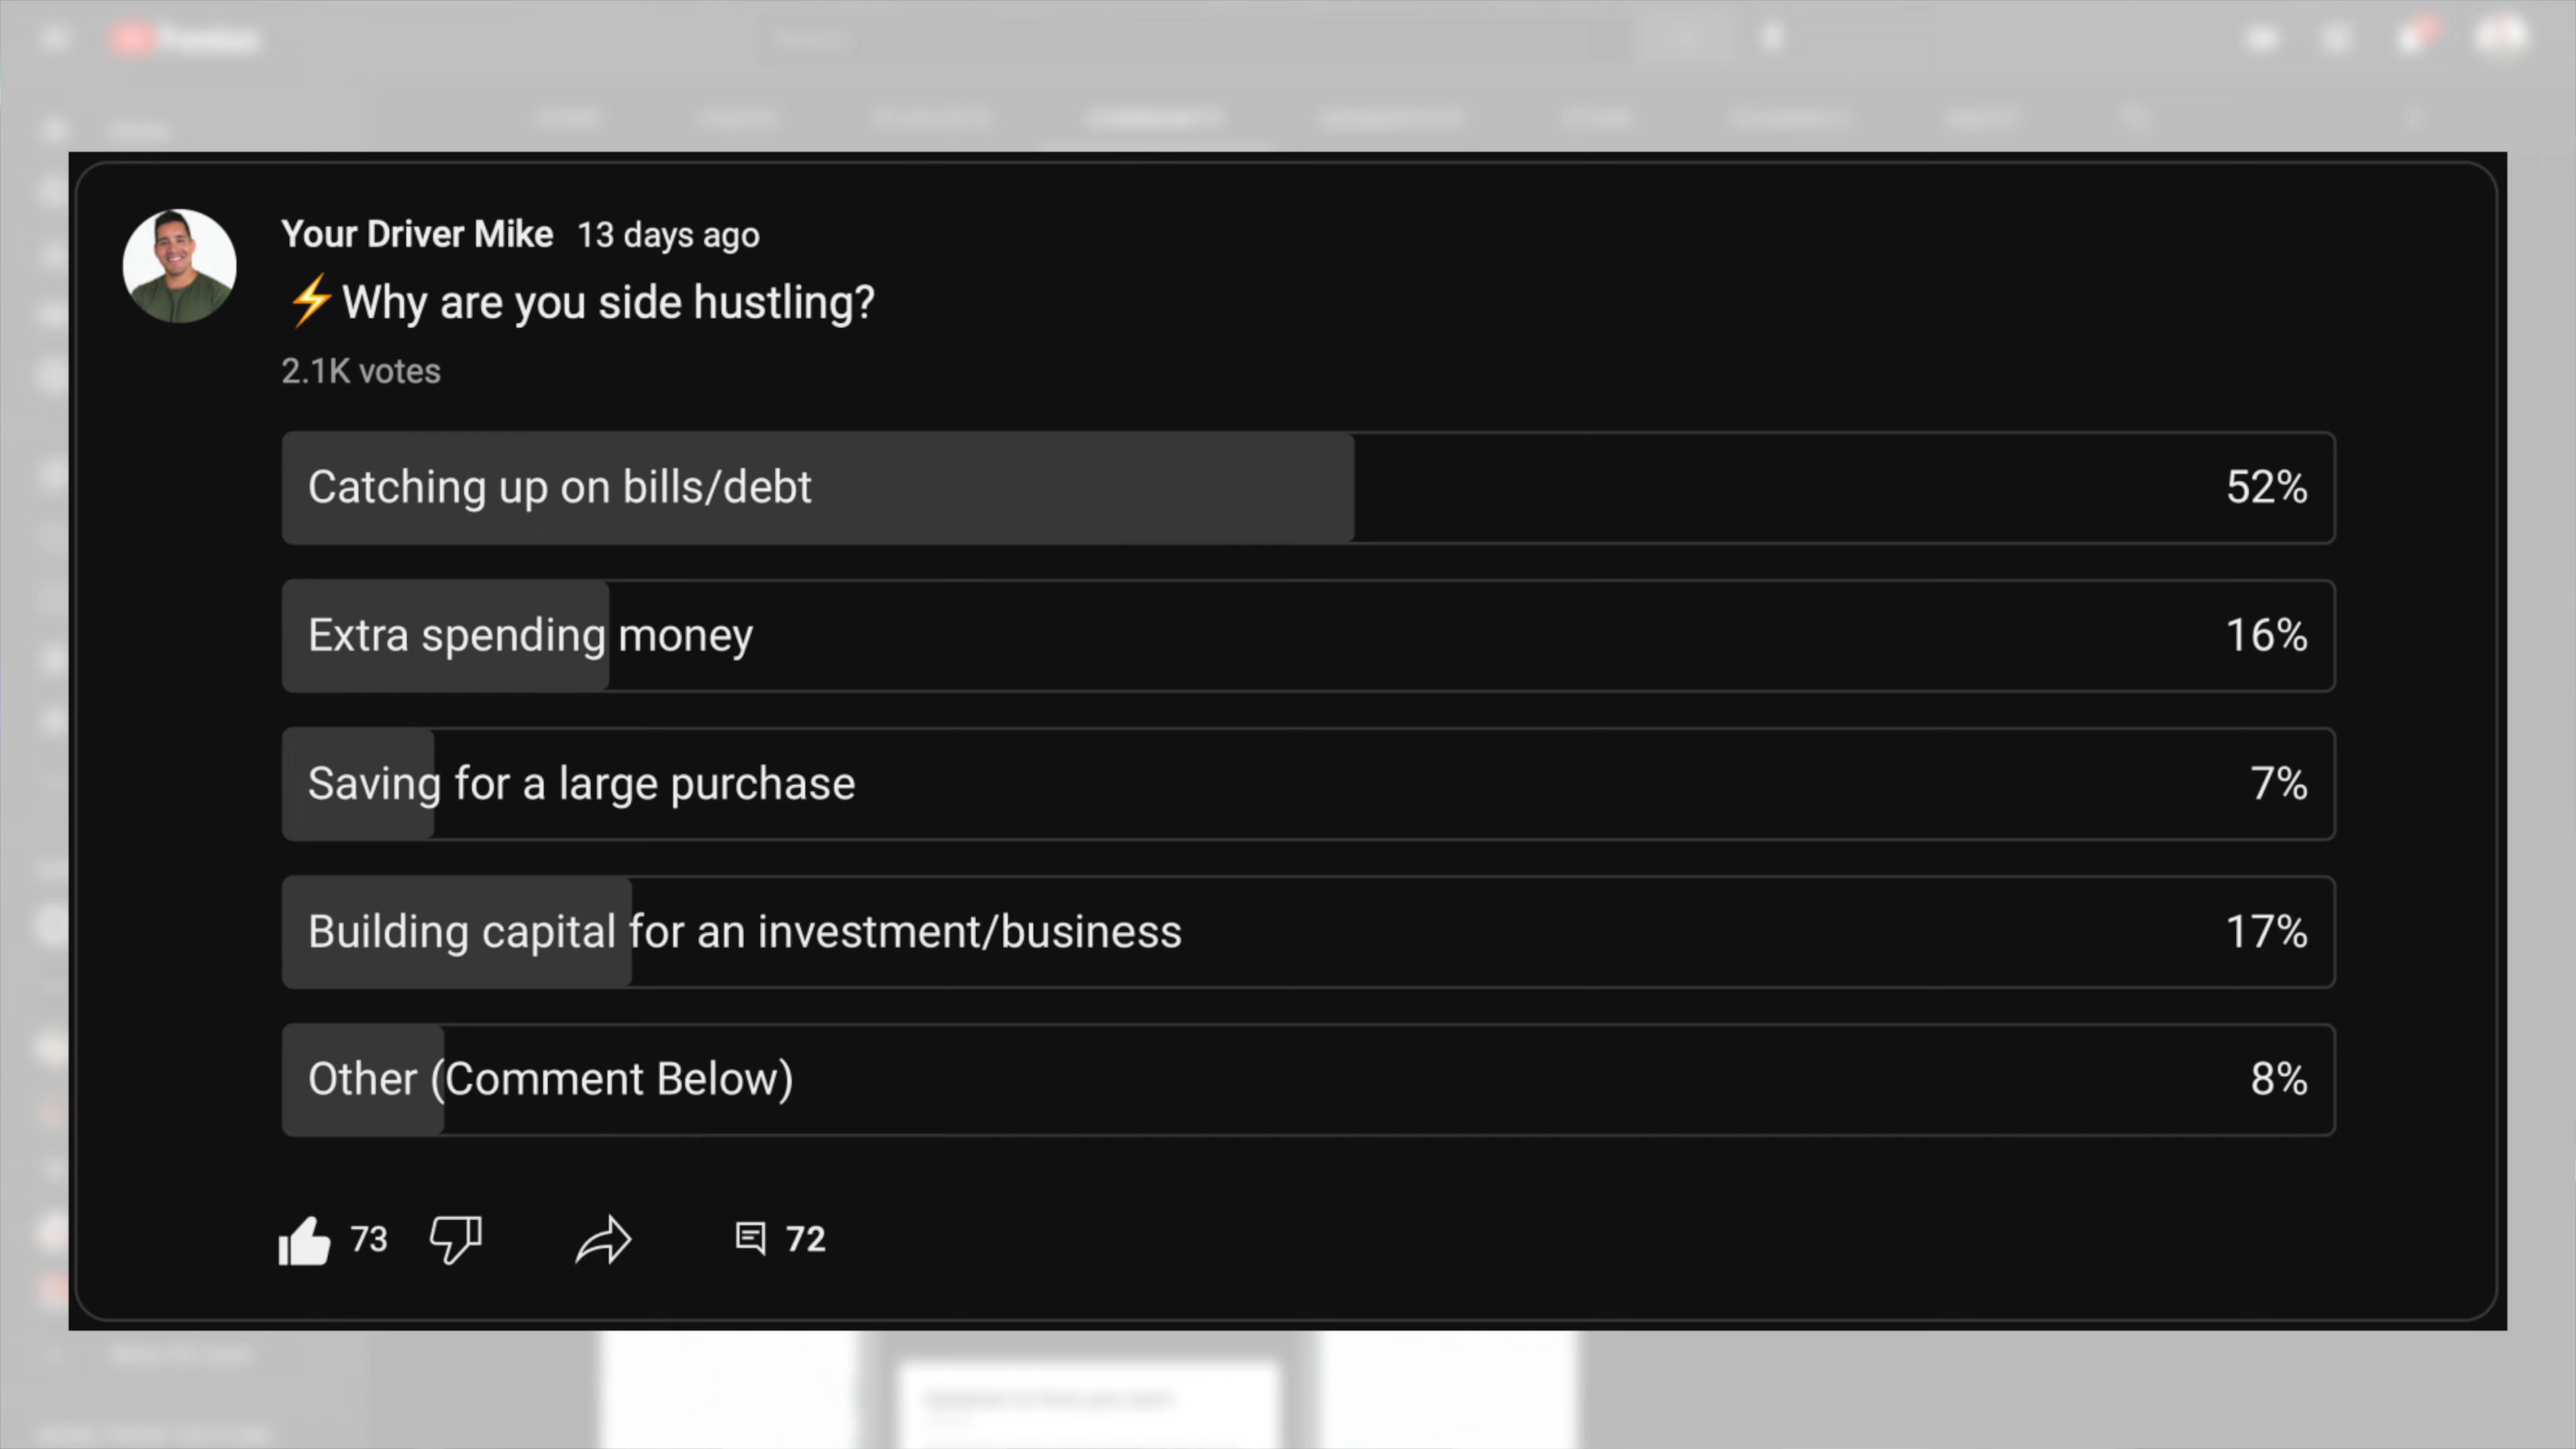 Your Driver Mike 13 days ago
⚡Why are you side hustling?
2.1K votes
Catching up on bills/debt 52%
Extra spending money 16%
Saving for a large purchase 7%
Building capital for an investment/business 17%
Other (Comment Below) 8%
73 72